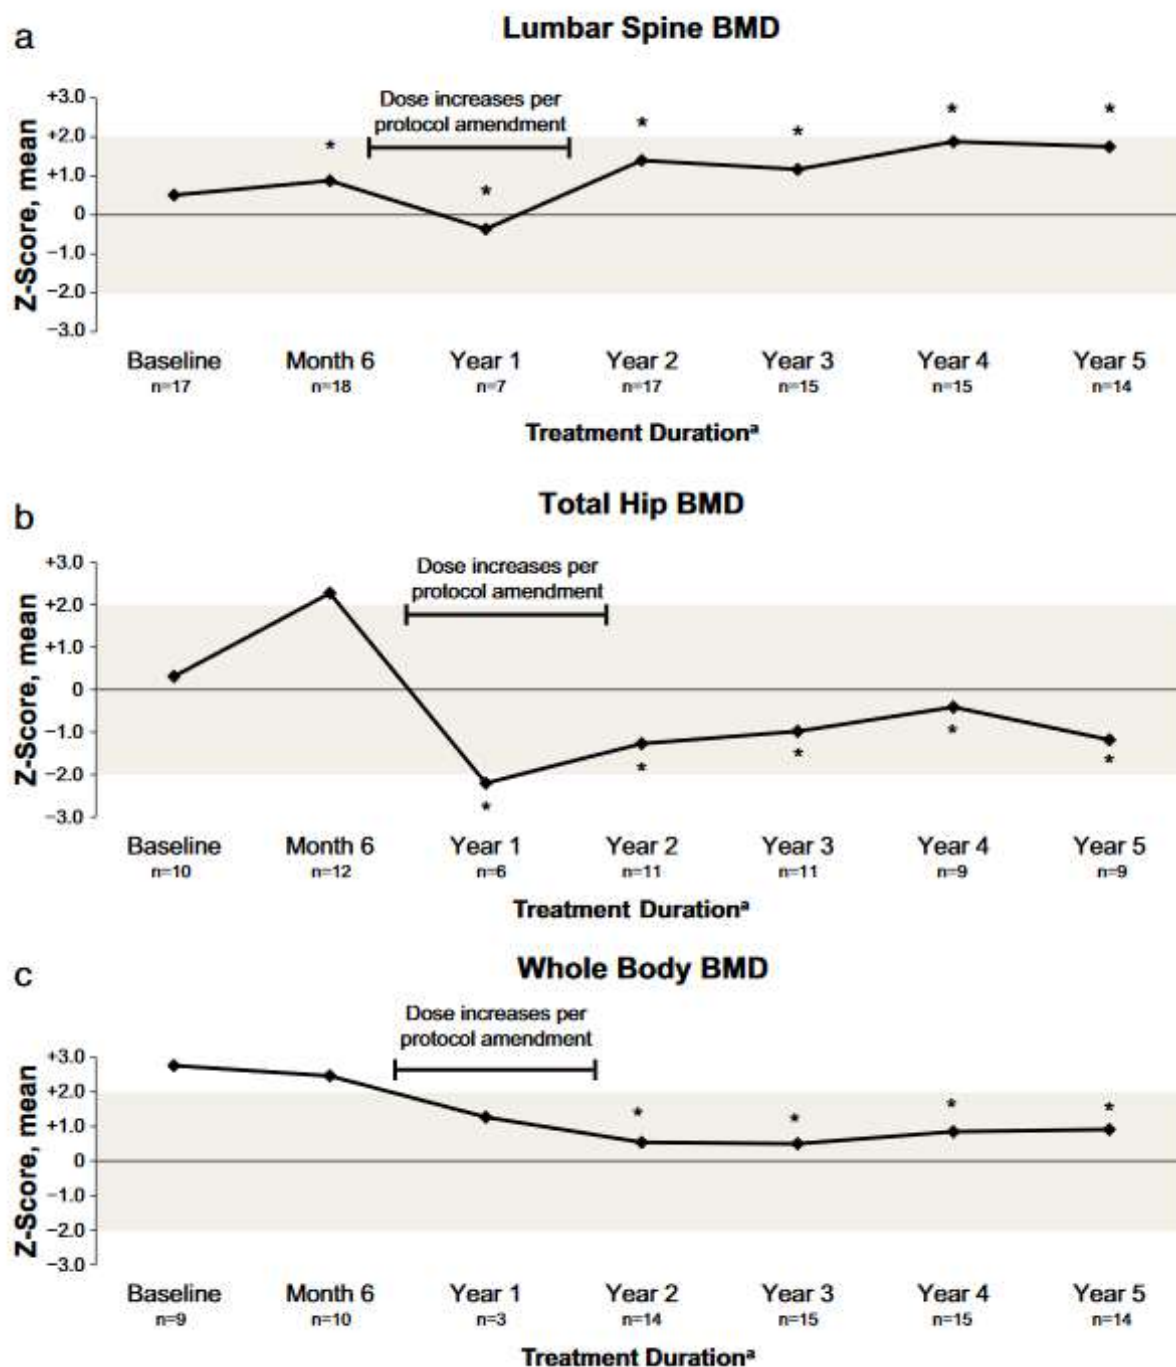 a
Lumbar Spine BMD
Dose increases per
protocol amendment
Z-Score, mean
+3.0
+2.0
+1.0
0
−1.0
−2.0
−3.0
* * * * * *
Baseline Month 6 Year 1 Year 2 Year 3 Year 4 Year 5
n=17 n=18 n=7 n=17 n=15 n=15 n=14
Treatment Durationᵃ
b
Total Hip BMD
Dose increases per
protocol amendment
Z-Score, mean
+3.0
+2.0
+1.0
0
−1.0
−2.0
−3.0
* * * * *
Baseline Month 6 Year 1 Year 2 Year 3 Year 4 Year 5
n=10 n=12 n=6 n=11 n=11 n=9 n=9
Treatment Durationᵃ
c
Whole Body BMD
Dose increases per
protocol amendment
Z-Score, mean
+3.0
+2.0
+1.0
0
−1.0
−2.0
−3.0
* * * *
Baseline Month 6 Year 1 Year 2 Year 3 Year 4 Year 5
n=9 n=10 n=3 n=14 n=15 n=15 n=14
Treatment Durationᵃ